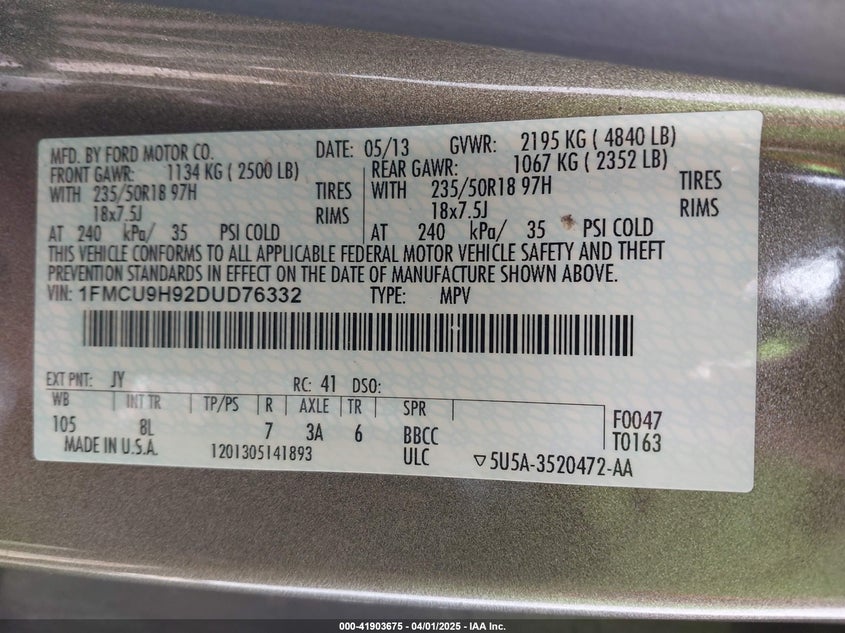 MFD. BY FORD MOTOR CO. DATE: 05/13 GVWR: 2195 KG ( 4840 LB)
FRONT GAWR: 1134 KG ( 2500 LB) REAR GAWR: 1067 KG ( 2352 LB)
WITH 235/50R18 97H TIRES WITH 235/50R18 97H TIRES
18x7.5J RIMS 18x7.5J RIMS
AT 240 kPa/ 35 PSI COLD AT 240 kPa/ 35 PSI COLD
THIS VEHICLE CONFORMS TO ALL APPLICABLE FEDERAL MOTOR VEHICLE SAFETY AND THEFT
PREVENTION STANDARDS IN EFFECT ON THE DATE OF MANUFACTURE SHOWN ABOVE.
VIN: 1FMCU9H92DUD76332 TYPE: MPV
EXT PNT: JY RC: 41 DSO:
WB INT TR TP/PS R AXLE TR SPR
105 8L 7 3A 6 BBCC F0047
MADE IN U.S.A. 1201305141893 ULC ▽5U5A-3520472-AA T0163
000-41903675 - 04/01/2025 - IAA Inc.